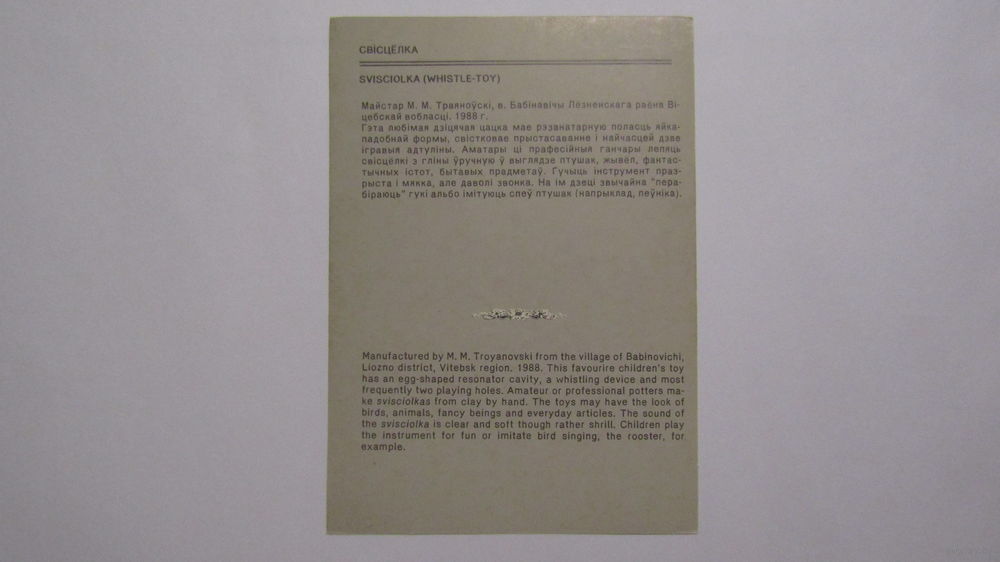 СВІСЦЁЛКА
SVISCIOLKA (WHISTLE-TOY)
Майстар М. М. Траяноўскі, в. Бабінавічы Лёзненскага раёна Ві-
цебскай вобласці. 1988 г.
Гэта любімая дзіцячая цацка мае рэзанатарную поласць яйка-
падобнай формы, свістковае прыстасаванне і найчасцей дзве
ігравыя адтуліны. Аматары ці прафесійныя ганчары лепяць
свісцёлкі з гліны ўручную ў выглядзе птушак, жывёл, фантас-
тычных істот, бытавых прадметаў. Гучыць інструмент праз-
рыста і мякка, але даволі звонка. На ім дзеці звычайна "пера-
біраюць" гукі альбо імітуюць спеў птушак (напрыклад, пеўніка).
Manufactured by M. M. Troyanovski from the village of Babinovichi,
Liozno district, Vitebsk region. 1988. This favourire children's toy
has an egg-shaped resonator cavity, a whistling device and most
frequently two playing holes. Amateur or professional potters ma-
ke svisciolkas from clay by hand. The toys may have the look of
birds, animals, fancy beings and everyday articles. The sound of
the svisciolka is clear and soft though rather shrill. Children play
the instrument for fun or imitate bird singing, the rooster, for
example.